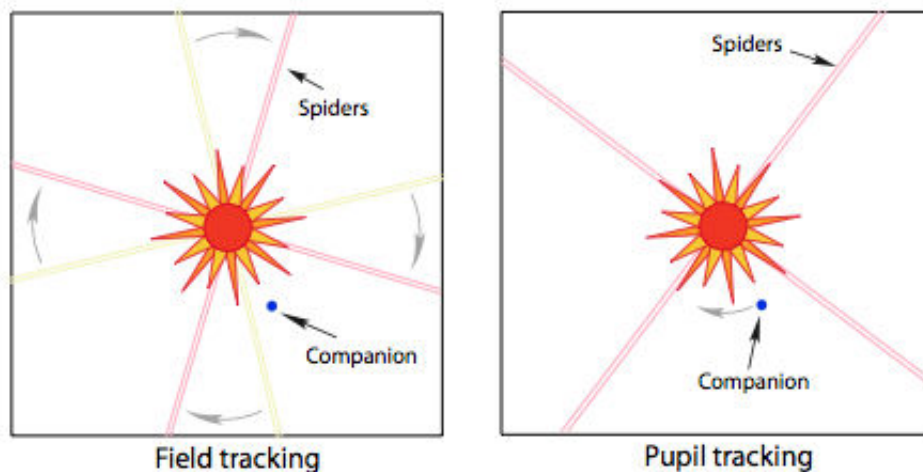 Spiders
Companion
Field tracking
Spiders
Companion
Pupil tracking